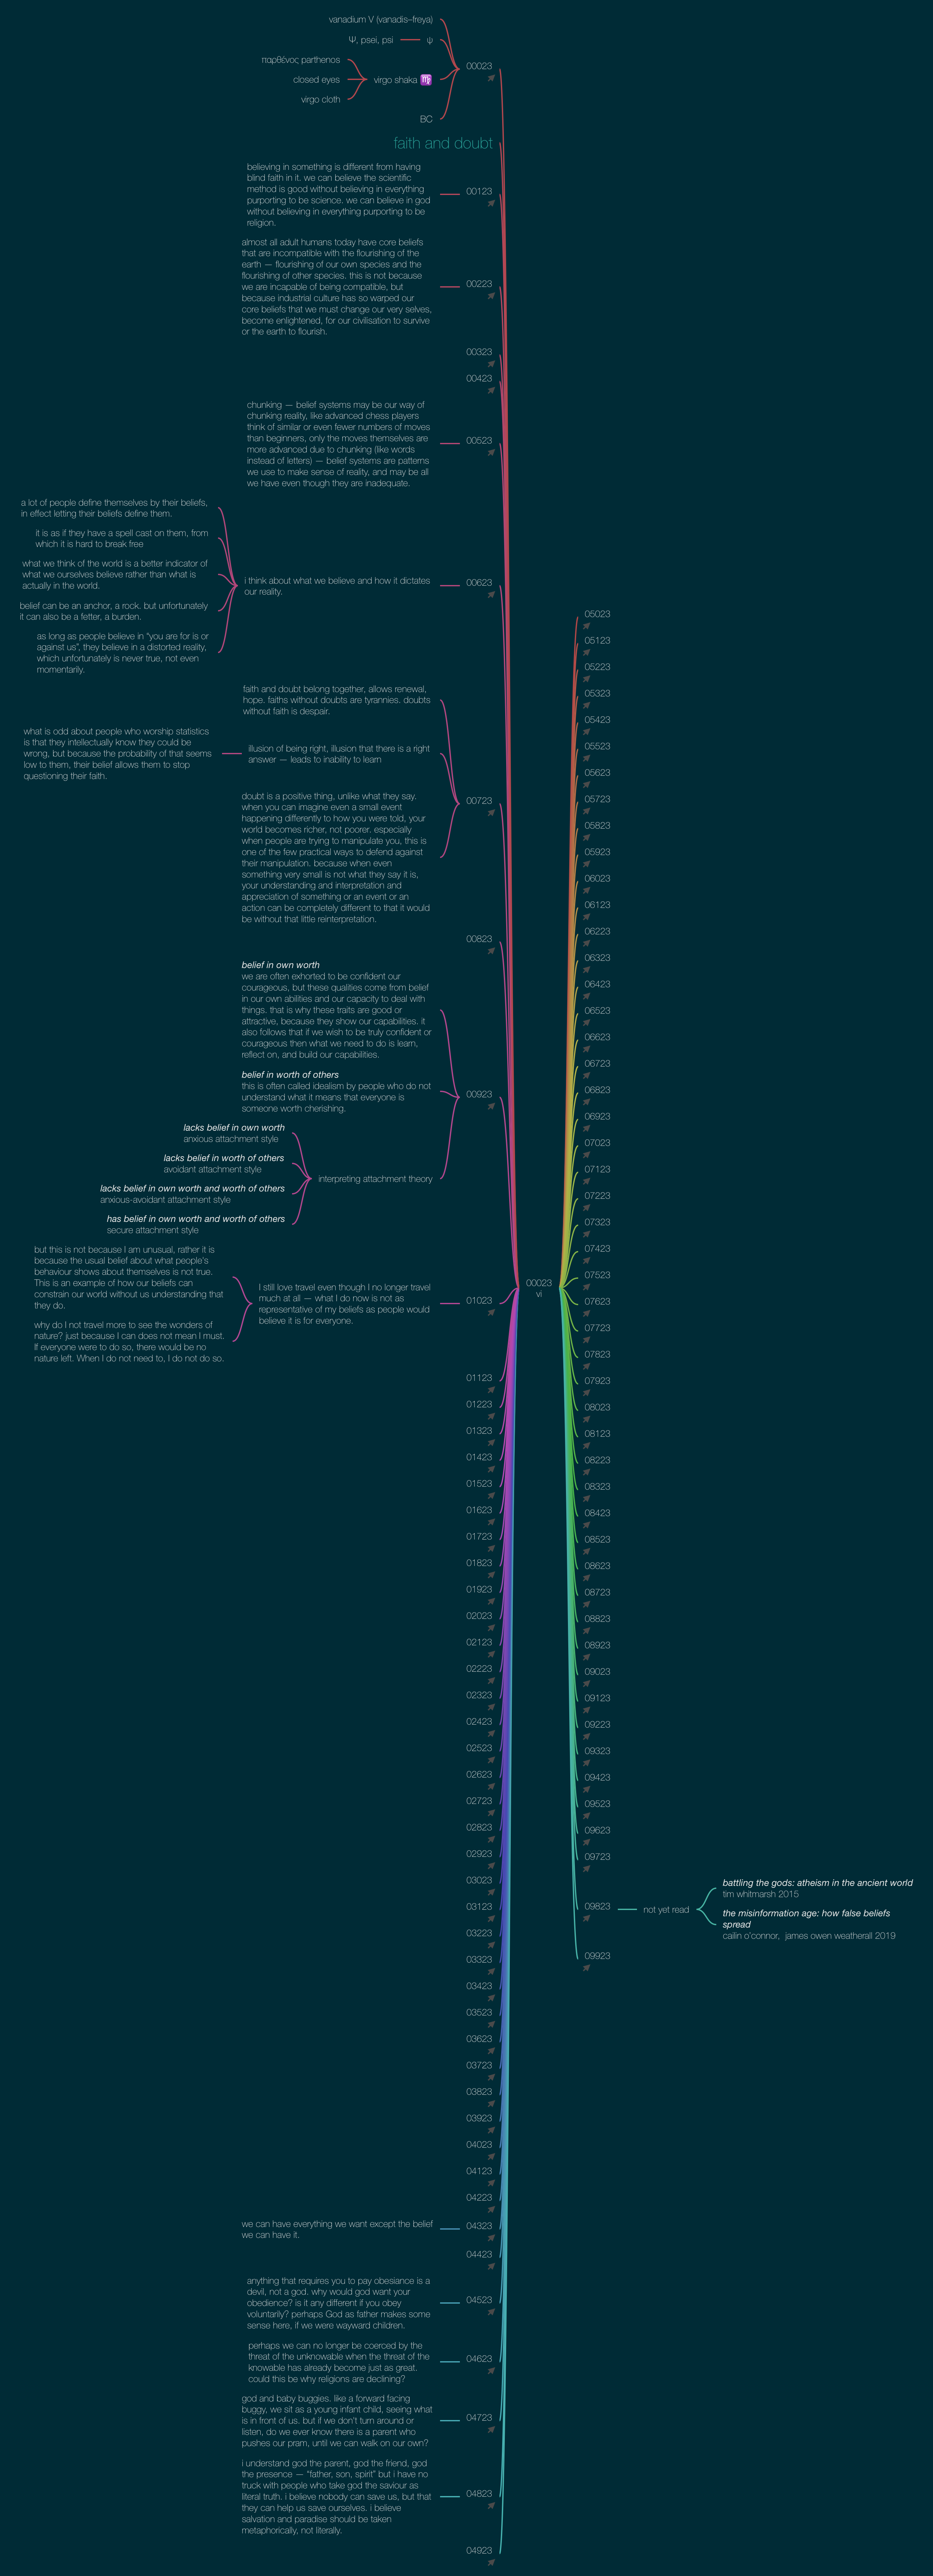 vanadium V (vanadis–freya)
Ψ, psei, psi
ψ
παρθένος parthenos
closed eyes
virgo cloth
virgo shaka ♍
BC
00023
faith and doubt
believing in something is different from having
blind faith in it. we can believe the scientific
method is good without believing in everything
purporting to be science. we can believe in god
without believing in everything purporting to be
religion.
00123
almost all adult humans today have core beliefs
that are incompatible with the flourishing of the
earth — flourishing of our own species and the
flourishing of other species. this is not because
we are incapable of being compatible, but
because industrial culture has so warped our
core beliefs that we must change our very selves,
become enlightened, for our civilisation to survive
or the earth to flourish.
00223
00323
00423
chunking — belief systems may be our way of
chunking reality, like advanced chess players
think of similar or even fewer numbers of moves
than beginners, only the moves themselves are
more advanced due to chunking (like words
instead of letters) — belief systems are patterns
we use to make sense of reality, and may be all
we have even though they are inadequate.
00523
a lot of people define themselves by their beliefs,
in effect letting their beliefs define them.
it is as if they have a spell cast on them, from
which it is hard to break free
what we think of the world is a better indicator of
what we ourselves believe rather than what is
actually in the world.
belief can be an anchor, a rock. but unfortunately
it can also be a fetter, a burden.
as long as people believe in “you are for is or
against us”, they believe in a distorted reality,
which unfortunately is never true, not even
momentarily.
i think about what we believe and how it dictates
our reality.
00623
faith and doubt belong together, allows renewal,
hope. faiths without doubts are tyrannies. doubts
without faith is despair.
what is odd about people who worship statistics
is that they intellectually know they could be
wrong, but because the probability of that seems
low to them, their belief allows them to stop
questioning their faith.
illusion of being right, illusion that there is a right
answer — leads to inability to learn
doubt is a positive thing, unlike what they say.
when you can imagine even a small event
happening differently to how you were told, your
world becomes richer, not poorer. especially
when people are trying to manipulate you, this is
one of the few practical ways to defend against
their manipulation. because when even
something very small is not what they say it is,
your understanding and interpretation and
appreciation of something or an event or an
action can be completely different to that it would
be without that little reinterpretation.
00723
00823
belief in own worth
we are often exhorted to be confident our
courageous, but these qualities come from belief
in our own abilities and our capacity to deal with
things. that is why these traits are good or
attractive, because they show our capabilities. it
also follows that if we wish to be truly confident or
courageous then what we need to do is learn,
reflect on, and build our capabilities.
belief in worth of others
this is often called idealism by people who do not
understand what it means that everyone is
someone worth cherishing.
lacks belief in own worth
anxious attachment style
lacks belief in worth of others
avoidant attachment style
lacks belief in own worth and worth of others
anxious-avoidant attachment style
has belief in own worth and worth of others
secure attachment style
interpreting attachment theory
00923
but this is not because I am unusual, rather it is
because the usual belief about what people's
behaviour shows about themselves is not true.
This is an example of how our beliefs can
constrain our world without us understanding that
they do.
why do I not travel more to see the wonders of
nature? just because I can does not mean I must.
If everyone were to do so, there would be no
nature left. When I do not need to, I do not do so.
I still love travel even though I no longer travel
much at all — what I do now is not as
representative of my beliefs as people would
believe it is for everyone.
01023
01123
01223
01323
01423
01523
01623
01723
01823
01923
02023
02123
02223
02323
02423
02523
02623
02723
02823
02923
03023
03123
03223
03323
03423
03523
03623
03723
03823
03923
04023
04123
04223
we can have everything we want except the belief
we can have it.
04323
04423
anything that requires you to pay obesiance is a
devil, not a god. why would god want your
obedience? is it any different if you obey
voluntarily? perhaps God as father makes some
sense here, if we were wayward children.
04523
perhaps we can no longer be coerced by the
threat of the unknowable when the threat of the
knowable has already become just as great.
could this be why religions are declining?
04623
god and baby buggies. like a forward facing
buggy, we sit as a young infant child, seeing what
is in front of us. but if we don't turn around or
listen, do we ever know there is a parent who
pushes our pram, until we can walk on our own?
04723
i understand god the parent, god the friend, god
the presence — “father, son, spirit” but i have no
truck with people who take god the saviour as
literal truth. i believe nobody can save us, but that
they can help us save ourselves. i believe
salvation and paradise should be taken
metaphorically, not literally.
04823
04923
00023
vi
05023
05123
05223
05323
05423
05523
05623
05723
05823
05923
06023
06123
06223
06323
06423
06523
06623
06723
06823
06923
07023
07123
07223
07323
07423
07523
07623
07723
07823
07923
08023
08123
08223
08323
08423
08523
08623
08723
08823
08923
09023
09123
09223
09323
09423
09523
09623
09723
09823
not yet read
battling the gods: atheism in the ancient world
tim whitmarsh 2015
the misinformation age: how false beliefs
spread
cailin o'connor, james owen weatherall 2019
09923